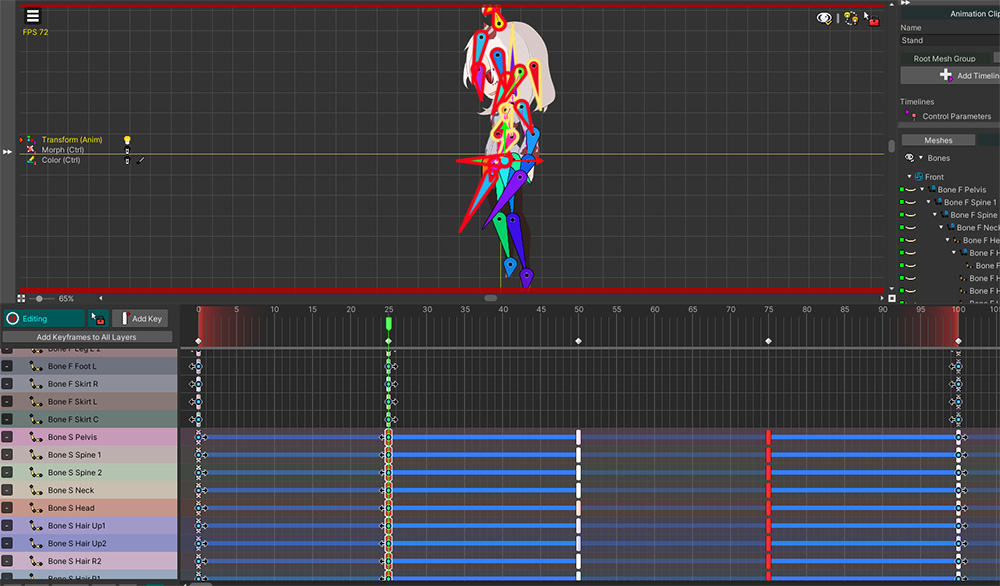 FPS 72
Transform (Anim)
Morph (Ctrl)
Color (Ctrl)
65%
Animation Clip
Name
Stand
Root Mesh Group
Add Timelin
Timelines
Control Parameters
Meshes
Bones
Front
Bone F Pelvis
Bone F Spine 1
Bone F Spine
Bone F Nec
Bone F He
Bone F H
Bone F
Bone F H
Bone F H
Editing
Add Key
Add Keyframes to All Layers
0 5 10 15 20 25 30 35 40 45 50 55 60 65 70 75 80 85 90 95 100 105
Bone F Leg L 2
Bone F Foot L
Bone F Skirt R
Bone F Skirt L
Bone F Skirt C
Bone S Pelvis
Bone S Spine 1
Bone S Spine 2
Bone S Neck
Bone S Head
Bone S Hair Up1
Bone S Hair Up2
Bone S Hair R2
Bone S Hair R1